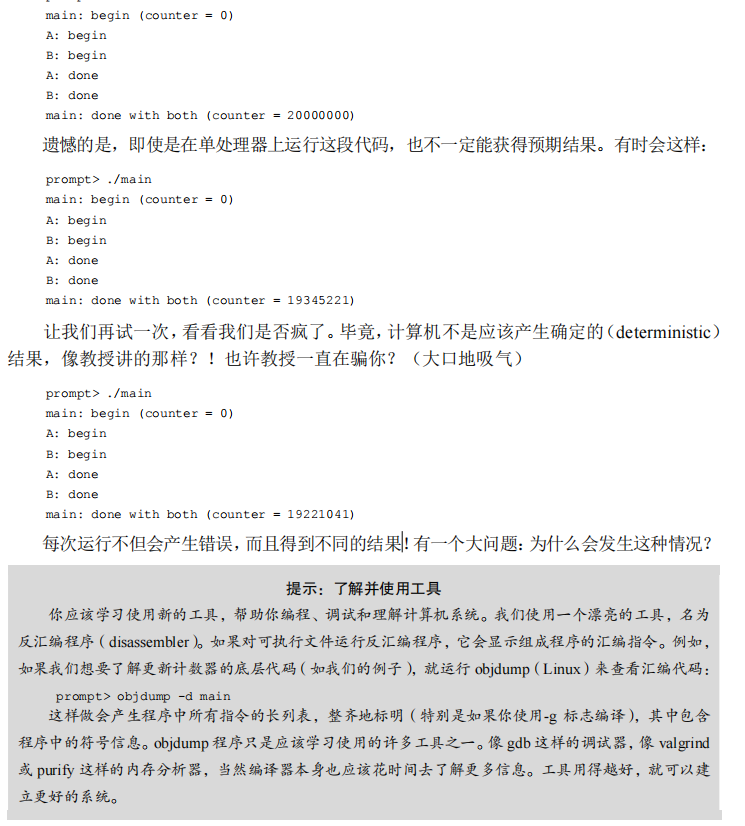 main: begin (counter = 0)
A: begin
B: begin
A: done
B: done
main: done with both (counter = 20000000)
遗憾的是，即使是在单处理器上运行这段代码，也不一定能获得预期结果。有时会这样：
prompt> ./main
main: begin (counter = 0)
A: begin
B: begin
A: done
B: done
main: done with both (counter = 19345221)
让我们再试一次，看看我们是否疯了。毕竟，计算机不是应该产生确定的（deterministic）
结果，像教授讲的那样？！也许教授一直在骗你？（大口地吸气）
prompt> ./main
main: begin (counter = 0)
A: begin
B: begin
A: done
B: done
main: done with both (counter = 19221041)
每次运行不但会产生错误，而且得到不同的结果！有一个大问题：为什么会发生这种情况？
提示：了解并使用工具
你应该学习使用新的工具，帮助你编程、调试和理解计算机系统。我们使用一个漂亮的工具，名为
反汇编程序（disassembler）。如果对可执行文件运行反汇编程序，它会显示组成程序的汇编指令。例如，
如果我们想要了解更新计数器的底层代码（如我们的例子），就运行 objdump（Linux）来查看汇编代码：
prompt> objdump -d main
这样做会产生程序中所有指令的长列表，整齐地标明（特别是如果你使用-g 标志编译），其中包含
程序中的符号信息。objdump 程序只是应该学习使用的许多工具之一。像 gdb 这样的调试器，像 valgrind
或 purify 这样的内存分析器，当然编译器本身也应该花时间去了解更多信息。工具用得越好，就可以建
立更好的系统。